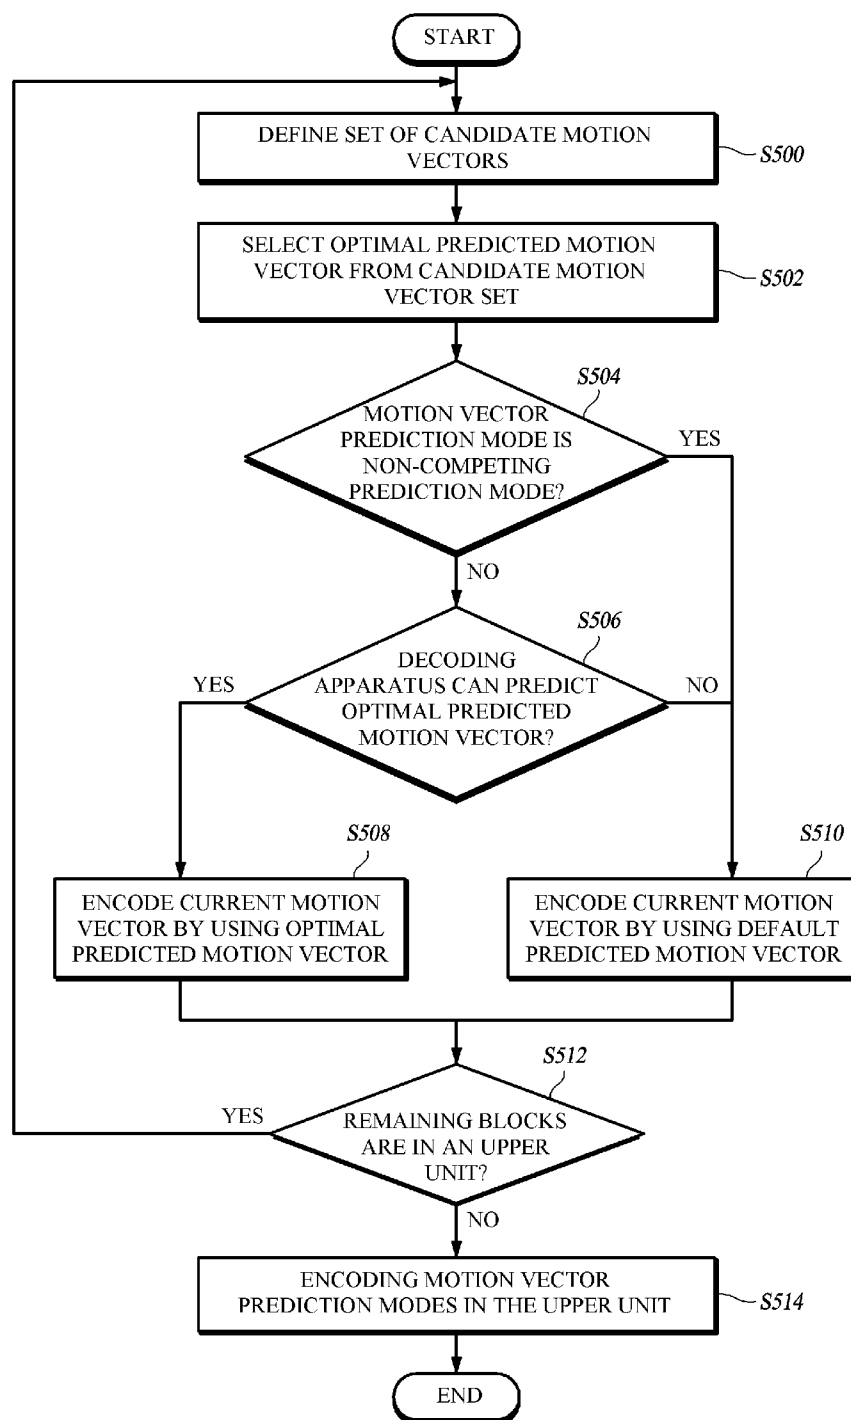 START
DEFINE SET OF CANDIDATE MOTION
VECTORS
S500
SELECT OPTIMAL PREDICTED MOTION
VECTOR FROM CANDIDATE MOTION
VECTOR SET
S502
S504
MOTION VECTOR
PREDICTION MODE IS
NON-COMPETING
PREDICTION MODE?
YES
NO
S506
DECODING
APPARATUS CAN PREDICT
OPTIMAL PREDICTED
MOTION VECTOR?
YES
NO
S508
ENCODE CURRENT MOTION
VECTOR BY USING OPTIMAL
PREDICTED MOTION VECTOR
S510
ENCODE CURRENT MOTION
VECTOR BY USING DEFAULT
PREDICTED MOTION VECTOR
S512
YES
REMAINING BLOCKS
ARE IN AN UPPER
UNIT?
NO
ENCODING MOTION VECTOR
PREDICTION MODES IN THE UPPER UNIT
S514
END